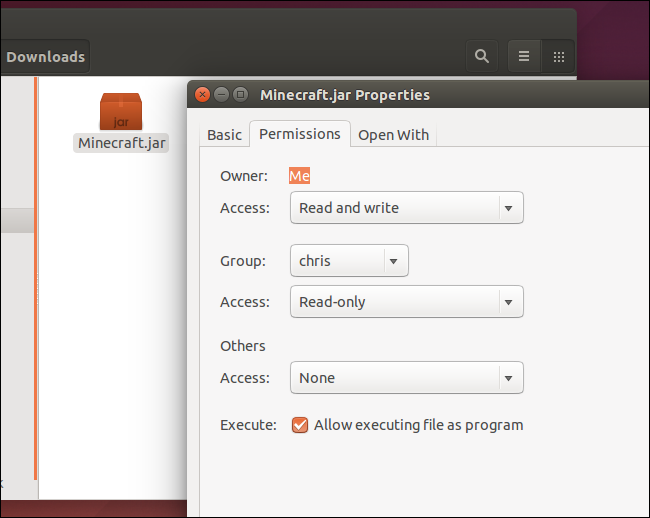 Downloads
jar
Minecraft.jar
Minecraft.jar Properties
Basic Permissions Open With
Owner: Me
Access: Read and write
Group: chris
Access: Read-only
Others
Access: None
Execute: Allow executing file as program